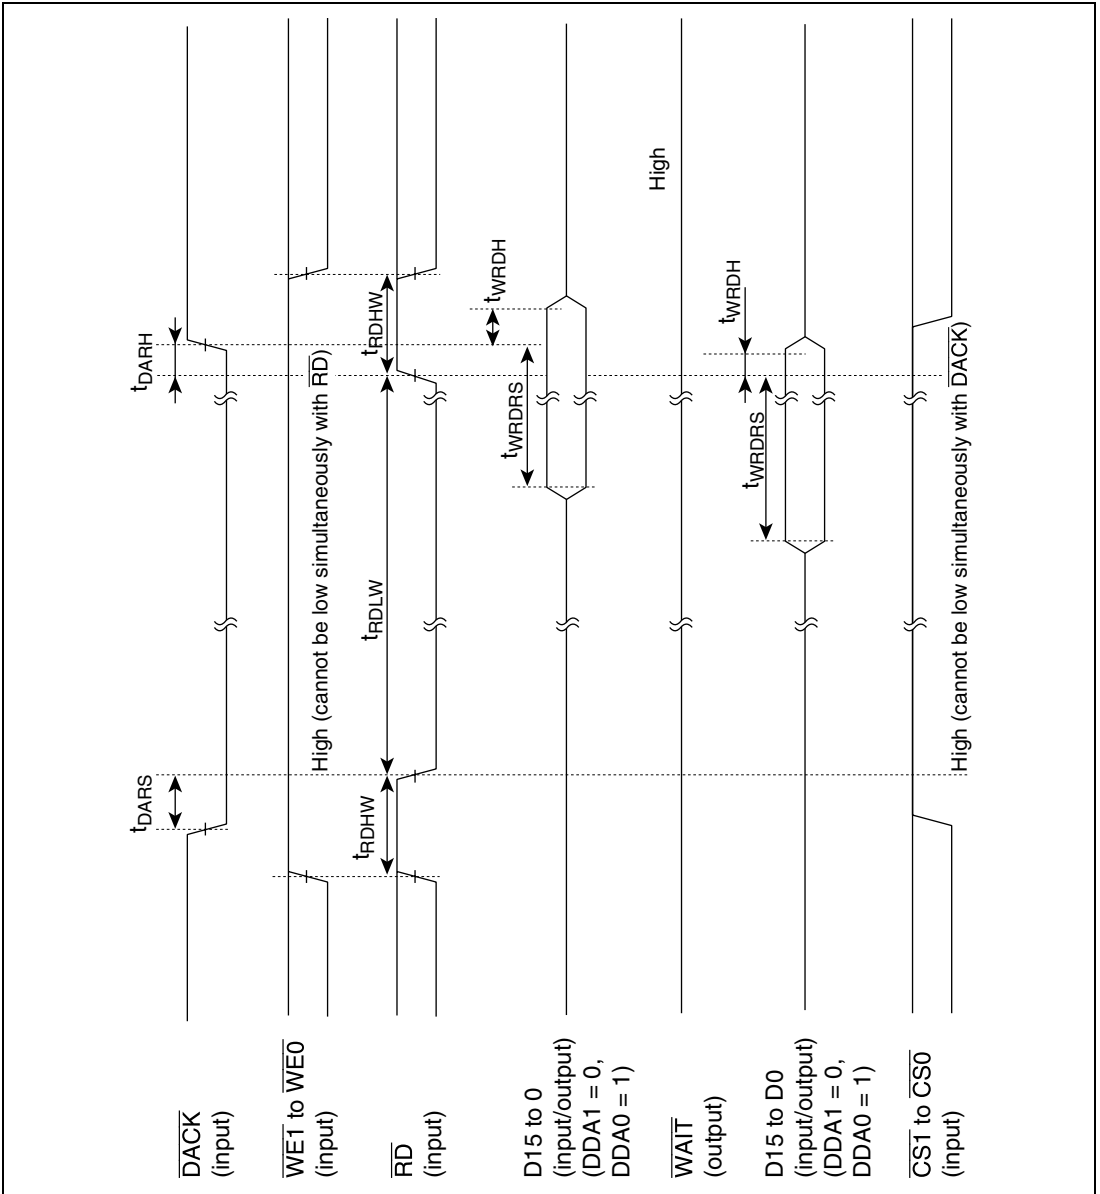 DACK
(input)
tDARS
tDARH
WE1 to WE0
(input)
High (cannot be low simultaneously with RD)
RD
(input)
tRDHW
tRDLW
tRDHW
D15 to 0
(input/output)
(DDA1 = 0,
DDA0 = 1)
tWRDRS
tWRDH
WAIT
(output)
High
D15 to D0
(input/output)
(DDA1 = 0,
DDA0 = 1)
tWRDRS
tWRDH
CS1 to CS0
(input)
High (cannot be low simultaneously with DACK)